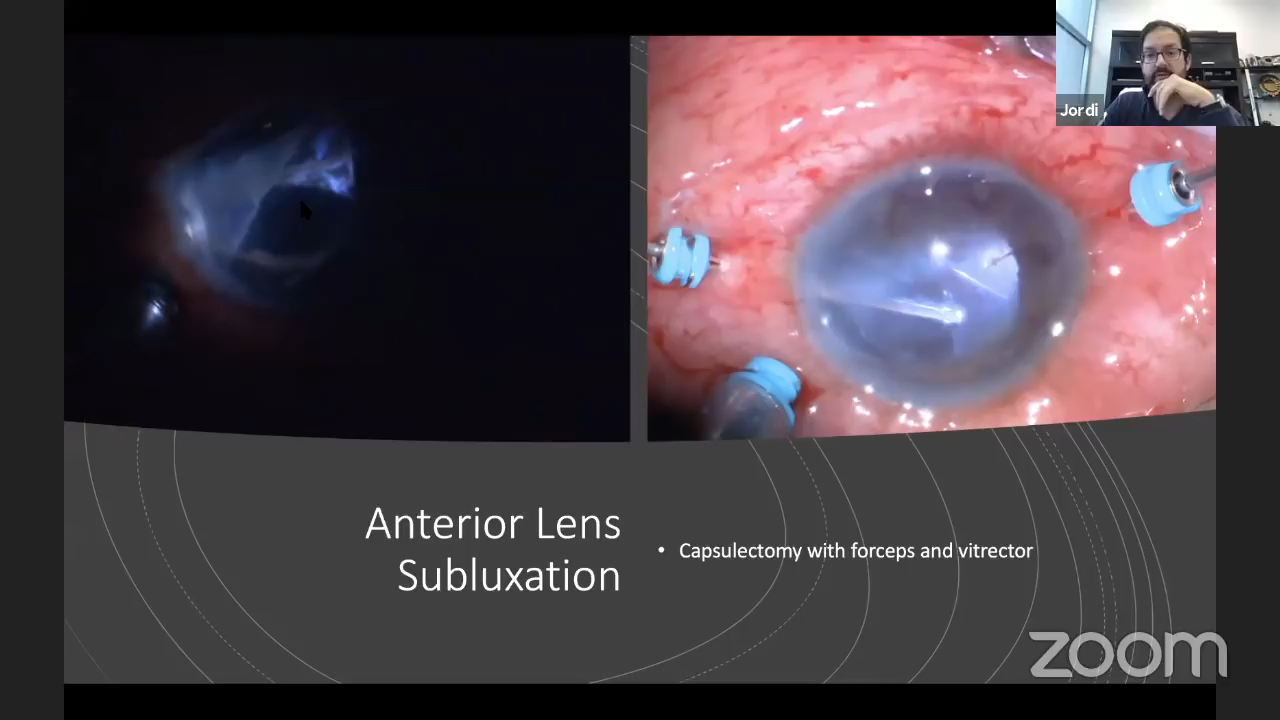 Jordi
Anterior Lens
Subluxation
• Capsulectomy with forceps and vitrector
zoom